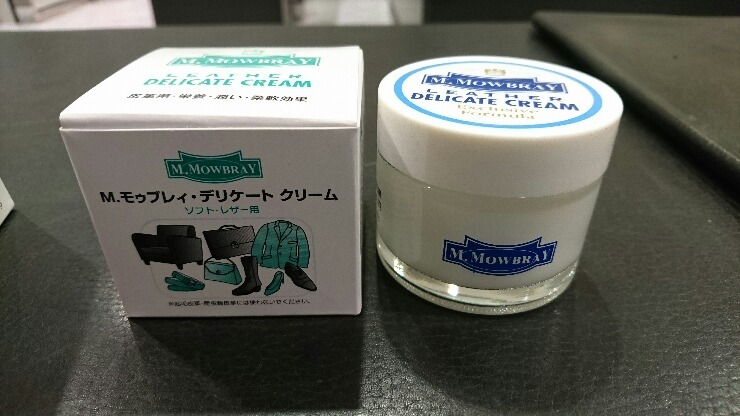 M. MOWBRAY
LEATHER
DELICATE CREAM
皮革用・栄養・潤い・柔軟効果
M. MOWBRAY
M.モゥブレィ・デリケート クリーム
ソフト・レザー用
M. MOWBRAY
LEATHER
DELICATE CREAM
Exclusive
Formula
M. MOWBRAY